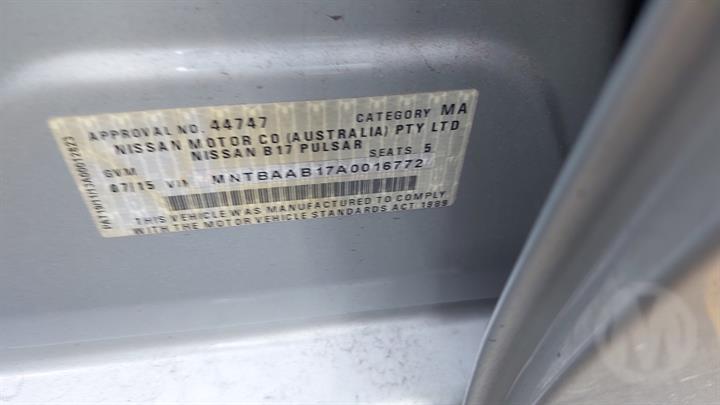 APPROVAL NO. 44747 CATEGORY MA
NISSAN MOTOR CO (AUSTRALIA) PTY LTD
NISSAN B17 PULSAR
GVM SEATS. 5
07/15 VIN MNTBAAB17A0016772
THIS VEHICLE WAS MANUFACTURED TO COMPLY
WITH THE MOTOR VEHICLE STANDARDS ACT 1989
M